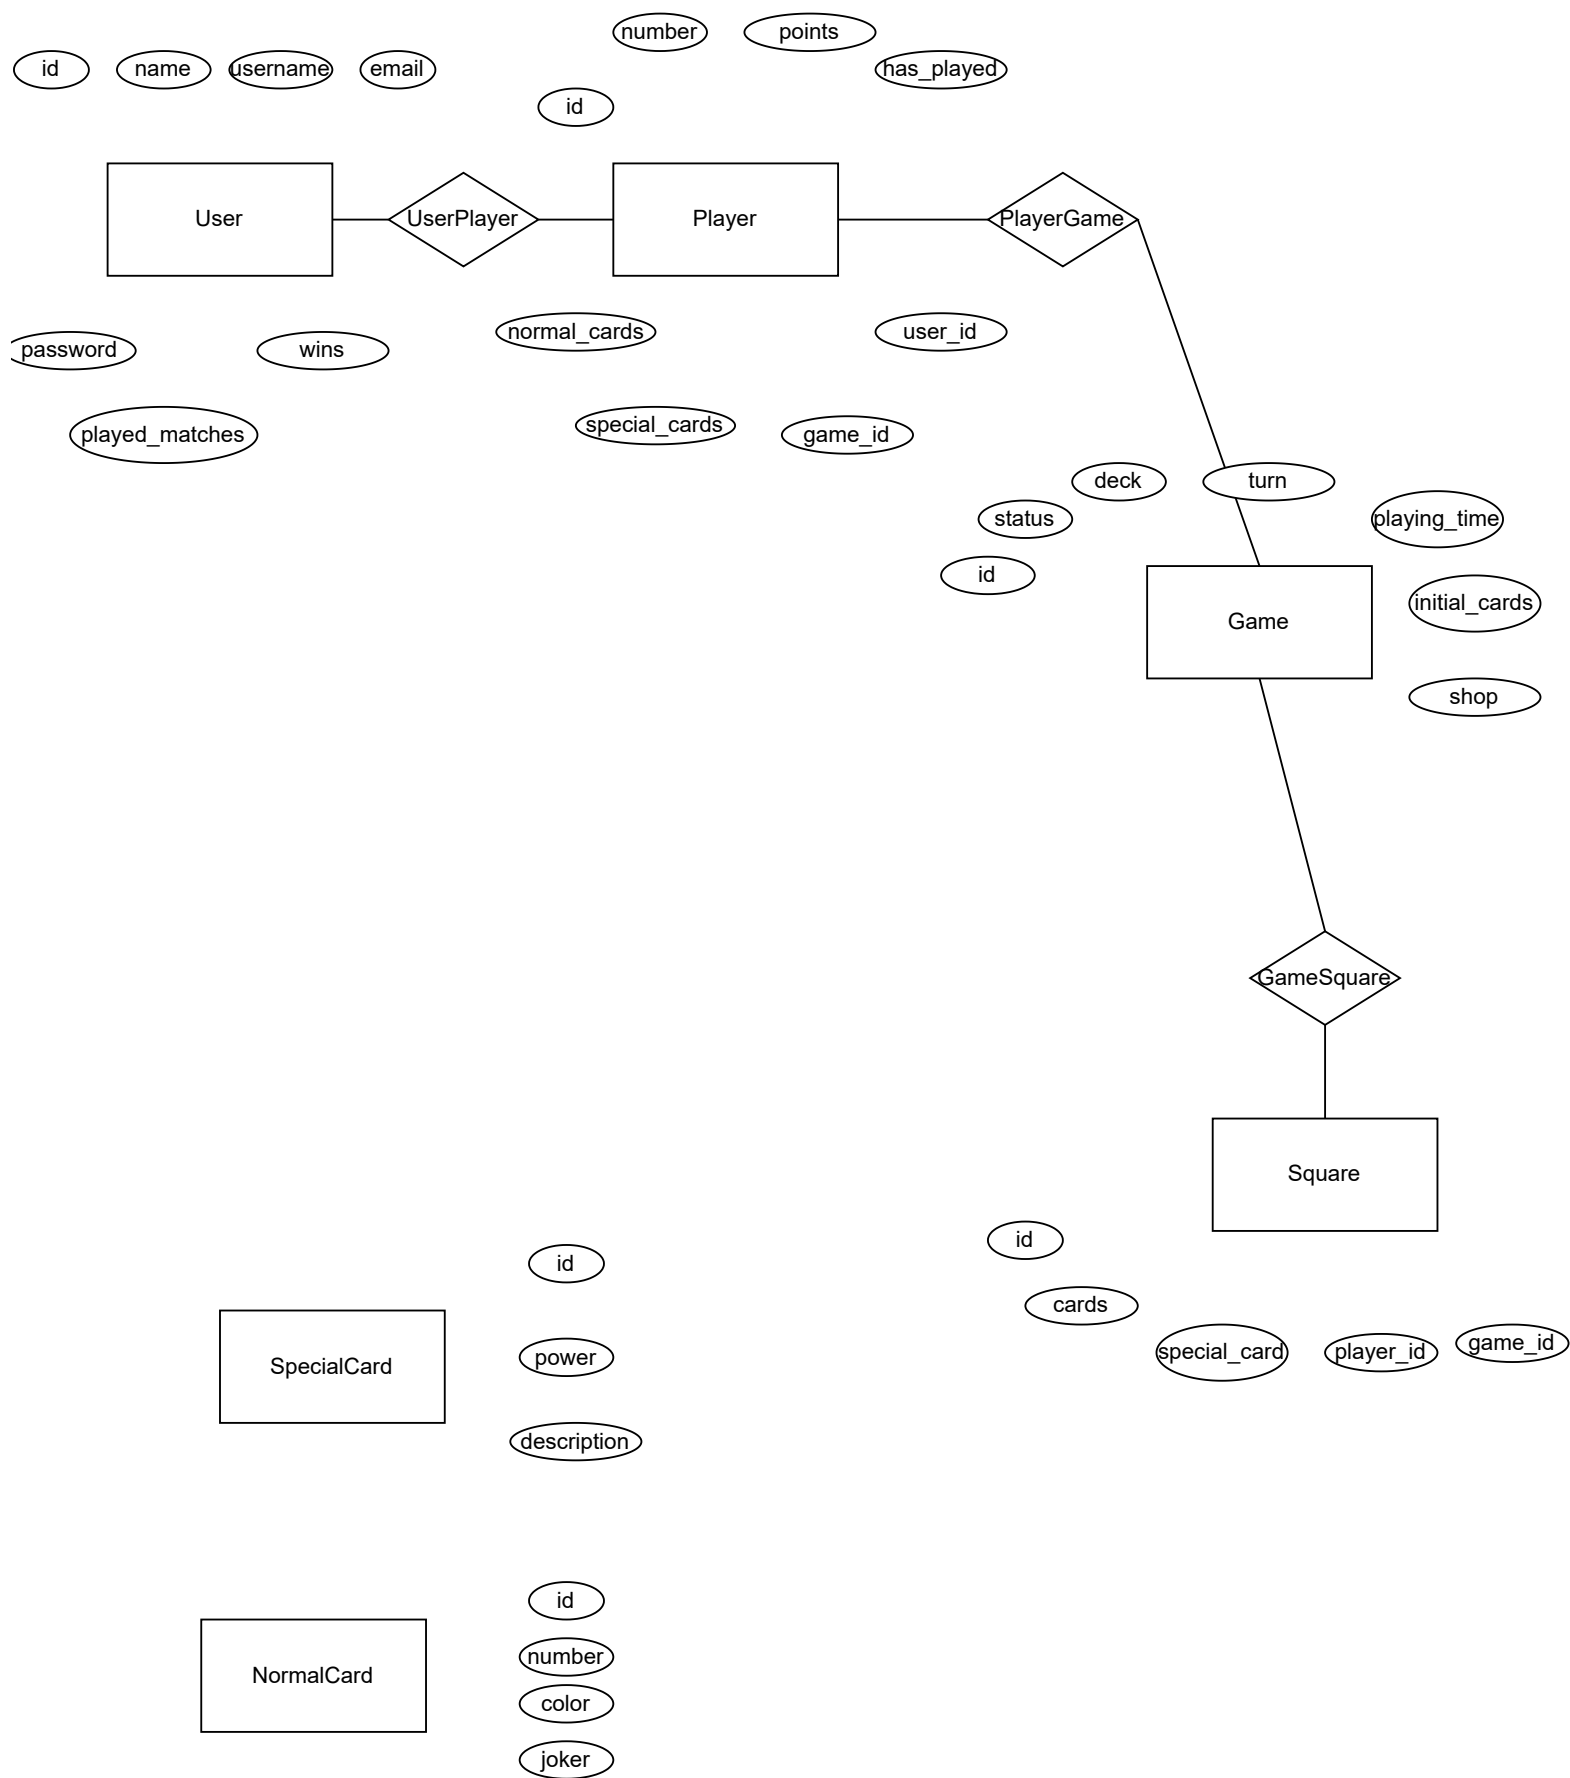 number
points
id
name
username
email
has_played
id
User
UserPlayer
Player
PlayerGame
normal_cards
user_id
password
wins
played_matches
special_cards
game_id
deck
turn
status
playing_time
id
initial_cards
Game
shop
GameSquare
Square
id
id
cards
special_card
player_id
game_id
power
SpecialCard
description
id
number
NormalCard
color
joker